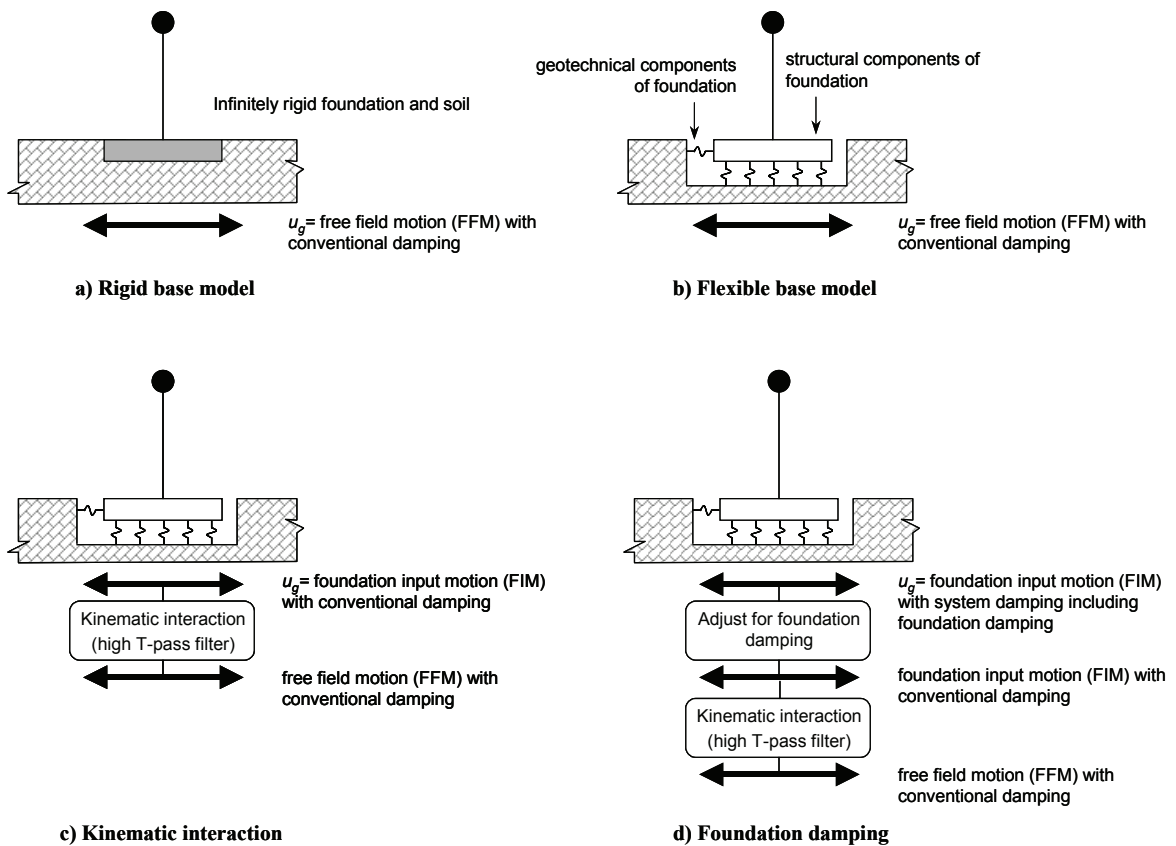 Infinitely rigid foundation and soil
u_g= free field motion (FFM) with
conventional damping
a) Rigid base model
geotechnical components
of foundation
structural components of
foundation
u_g= free field motion (FFM) with
conventional damping
b) Flexible base model
u_g= foundation input motion (FIM)
with conventional damping
Kinematic interaction
(high T-pass filter)
free field motion (FFM) with
conventional damping
c) Kinematic interaction
u_g= foundation input motion (FIM)
with system damping including
foundation damping
Adjust for foundation
damping
foundation input motion (FIM) with
conventional damping
Kinematic interaction
(high T-pass filter)
free field motion (FFM) with
conventional damping
d) Foundation damping